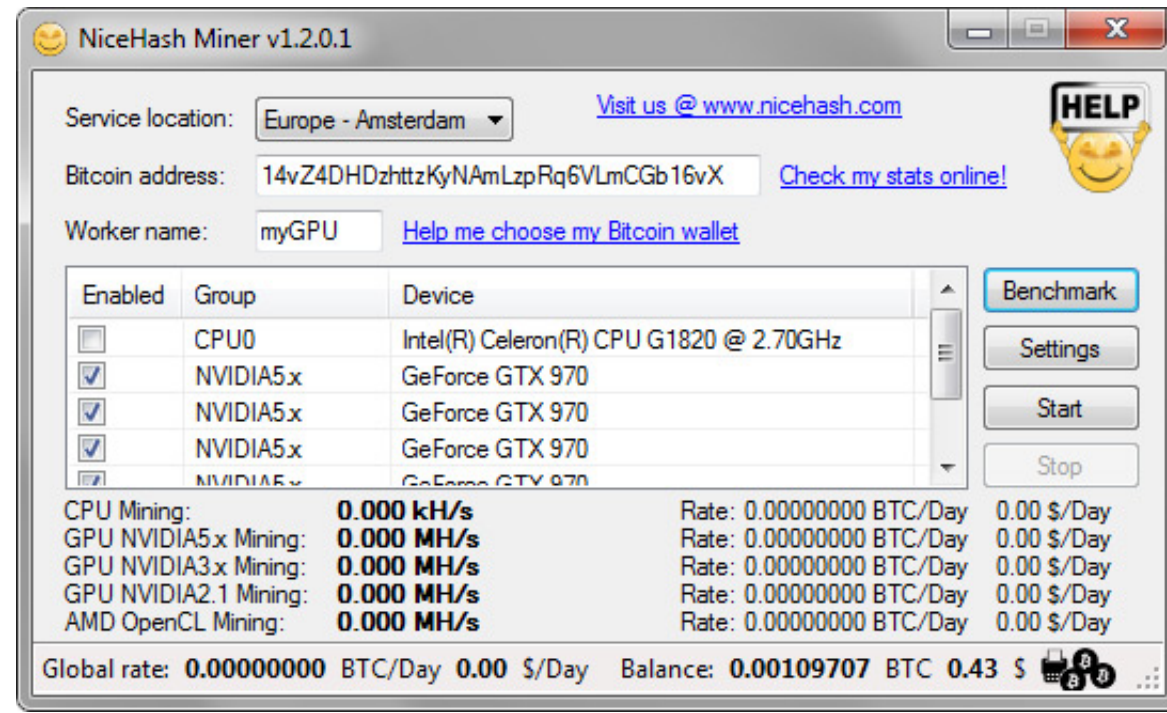 NiceHash Miner v1.2.0.1
Service location: Europe - Amsterdam Visit us @ www.nicehash.com HELP
Bitcoin address: 14vZ4DHDzhttzKyNAmLzpRq6VLmCGb16vX Check my stats online!
Worker name: myGPU Help me choose my Bitcoin wallet
Enabled Group Device Benchmark
CPU0 Intel(R) Celeron(R) CPU G1820 @ 2.70GHz Settings
NVIDIA5.x GeForce GTX 970
NVIDIA5.x GeForce GTX 970 Start
NVIDIA5.x GeForce GTX 970
NVIDIA5.x GeForce GTX 970 Stop
CPU Mining: 0.000 kH/s Rate: 0.00000000 BTC/Day 0.00 $/Day
GPU NVIDIA5.x Mining: 0.000 MH/s Rate: 0.00000000 BTC/Day 0.00 $/Day
GPU NVIDIA3.x Mining: 0.000 MH/s Rate: 0.00000000 BTC/Day 0.00 $/Day
GPU NVIDIA2.1 Mining: 0.000 MH/s Rate: 0.00000000 BTC/Day 0.00 $/Day
AMD OpenCL Mining: 0.000 MH/s Rate: 0.00000000 BTC/Day 0.00 $/Day
Global rate: 0.00000000 BTC/Day 0.00 $/Day Balance: 0.00109707 BTC 0.43 $